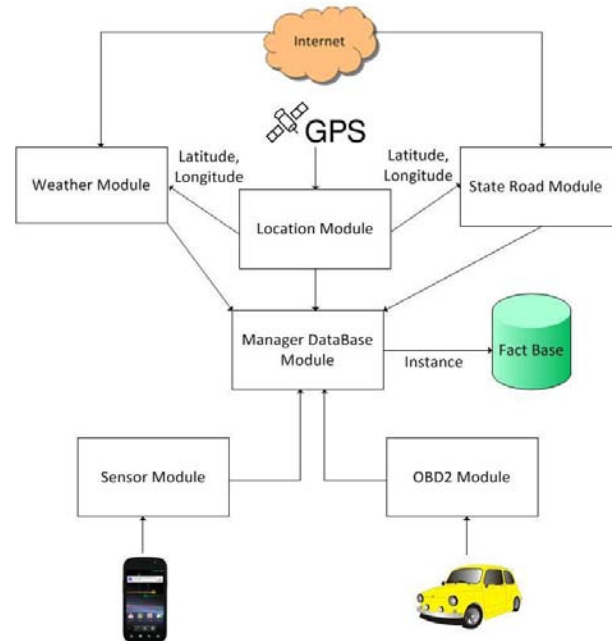 Internet
GPS
Latitude,
Longitude
Latitude,
Longitude
Weather Module
State Road Module
Location Module
Manager DataBase
Module
Instance
Fact Base
Sensor Module
OBD2 Module